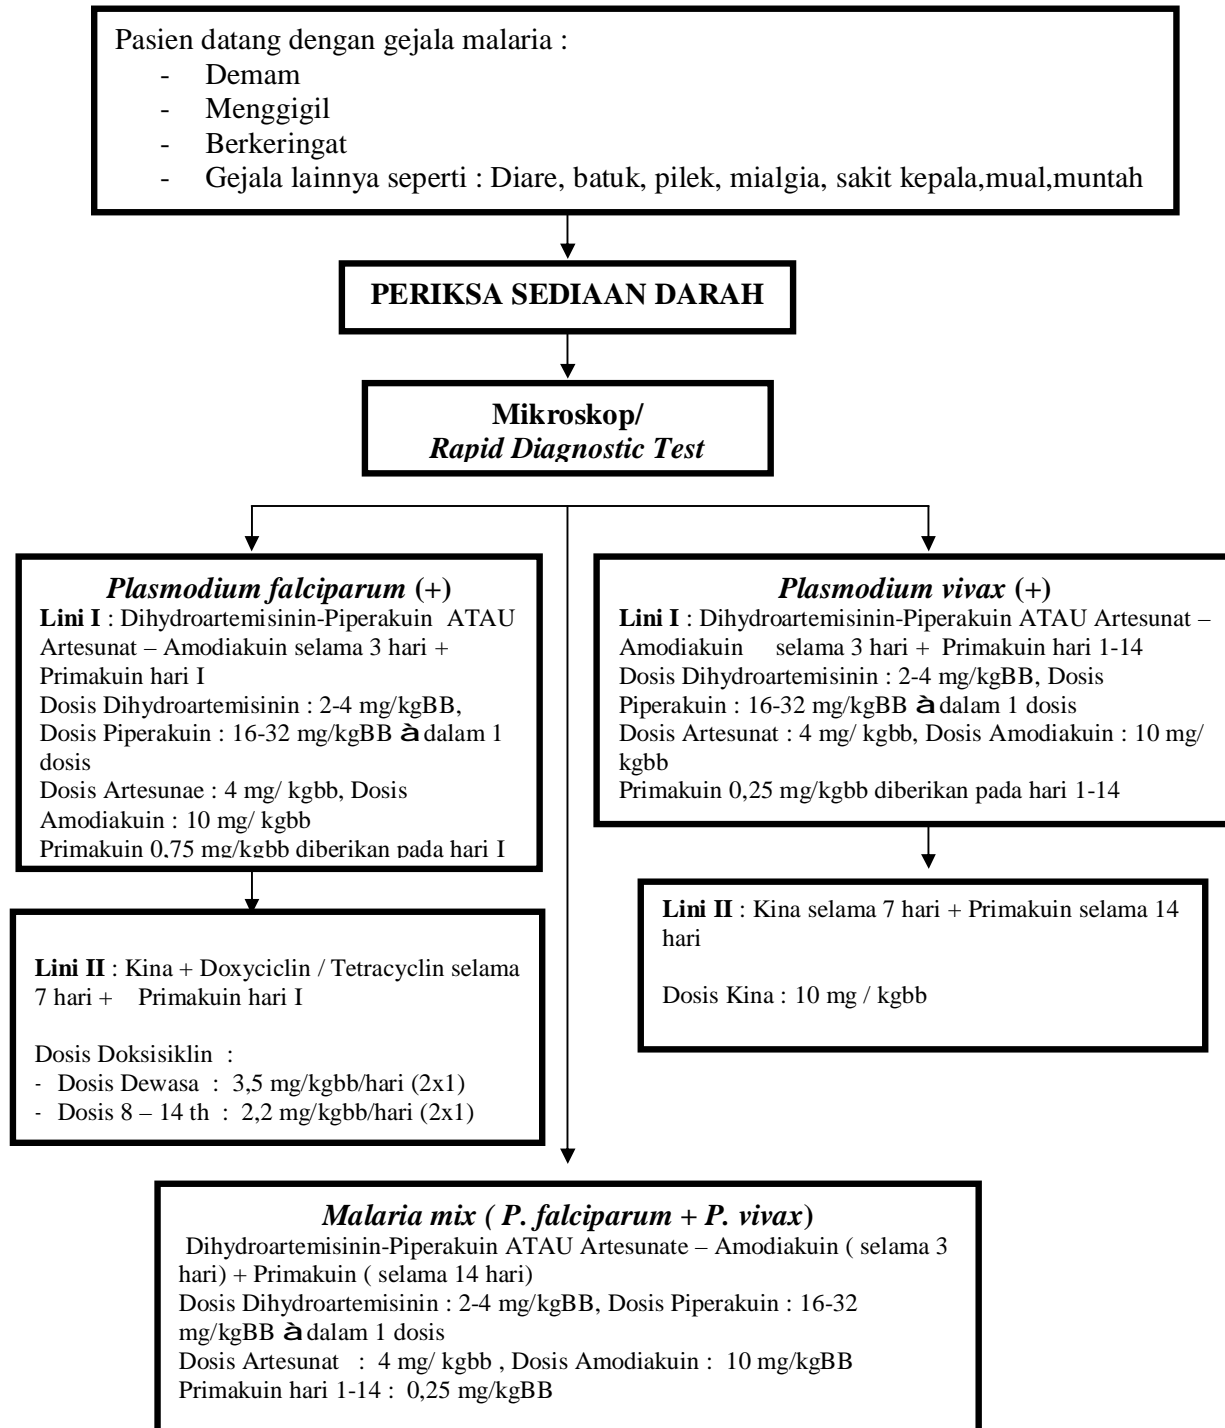 Pasien datang dengan gejala malaria :
- Demam
- Menggigil
- Berkeringat
- Gejala lainnya seperti : Diare, batuk, pilek, mialgia, sakit kepala,mual,muntah
PERIKSA SEDIAAN DARAH
Mikroskop/
Rapid Diagnostic Test
Plasmodium falciparum (+)
Lini I : Dihydroartemisinin-Piperakuin ATAU
Artesunat – Amodiakuin selama 3 hari +
Primakuin hari I
Dosis Dihydroartemisinin : 2-4 mg/kgBB,
Dosis Piperakuin : 16-32 mg/kgBB à dalam 1
dosis
Dosis Artesunae : 4 mg/ kgbb, Dosis
Amodiakuin : 10 mg/ kgbb
Primakuin 0,75 mg/kgbb diberikan pada hari I
Plasmodium vivax (+)
Lini I : Dihydroartemisinin-Piperakuin ATAU Artesunat –
Amodiakuin selama 3 hari + Primakuin hari 1-14
Dosis Dihydroartemisinin : 2-4 mg/kgBB, Dosis
Piperakuin : 16-32 mg/kgBB à dalam 1 dosis
Dosis Artesunat : 4 mg/ kgbb, Dosis Amodiakuin : 10 mg/
kgbb
Primakuin 0,25 mg/kgbb diberikan pada hari 1-14
Lini II : Kina + Doxyciclin / Tetracyclin selama
7 hari + Primakuin hari I
Dosis Doksisiklin :
- Dosis Dewasa : 3,5 mg/kgbb/hari (2x1)
- Dosis 8 – 14 th : 2,2 mg/kgbb/hari (2x1)
Lini II : Kina selama 7 hari + Primakuin selama 14
hari
Dosis Kina : 10 mg / kgbb
Malaria mix ( P. falciparum + P. vivax)
Dihydroartemisinin-Piperakuin ATAU Artesunate – Amodiakuin ( selama 3
hari) + Primakuin ( selama 14 hari)
Dosis Dihydroartemisinin : 2-4 mg/kgBB, Dosis Piperakuin : 16-32
mg/kgBB à dalam 1 dosis
Dosis Artesunat : 4 mg/ kgbb , Dosis Amodiakuin : 10 mg/kgBB
Primakuin hari 1-14 : 0,25 mg/kgBB